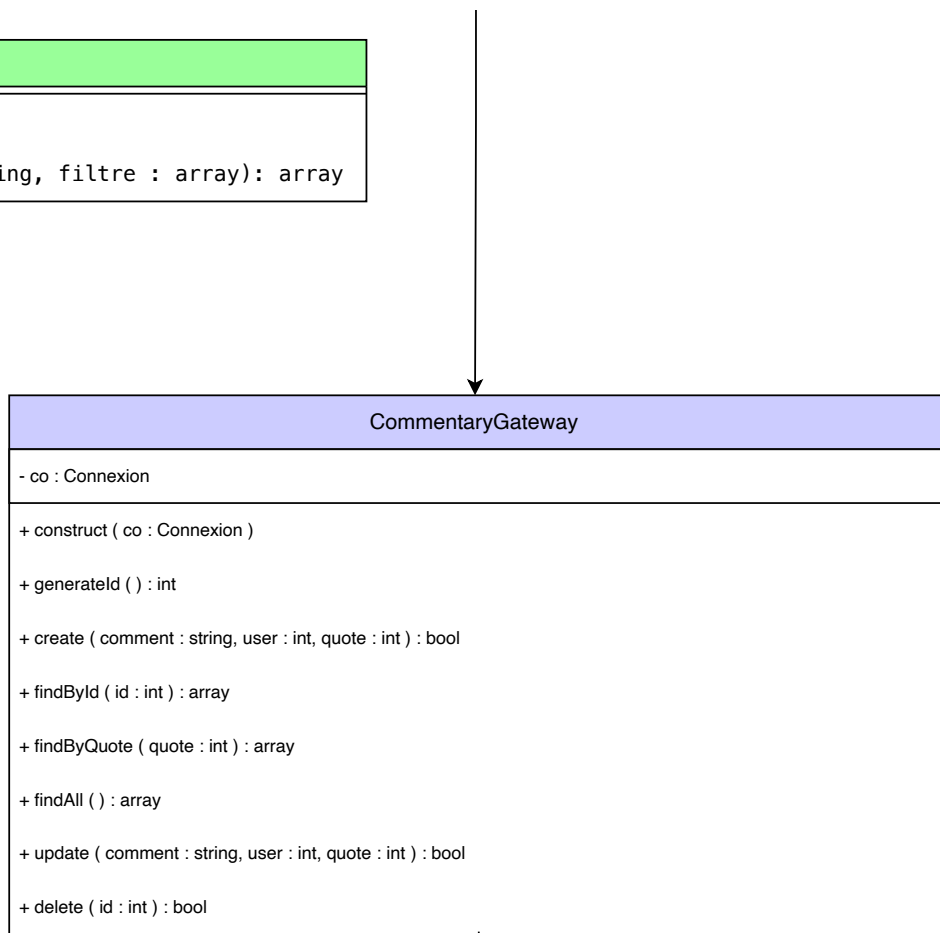 ing, filtre : array): array
CommentaryGateway
- co : Connexion
+ construct ( co : Connexion )
+ generateId ( ) : int
+ create ( comment : string, user : int, quote : int ) : bool
+ findById ( id : int ) : array
+ findByQuote ( quote : int ) : array
+ findAll ( ) : array
+ update ( comment : string, user : int, quote : int ) : bool
+ delete ( id : int ) : bool